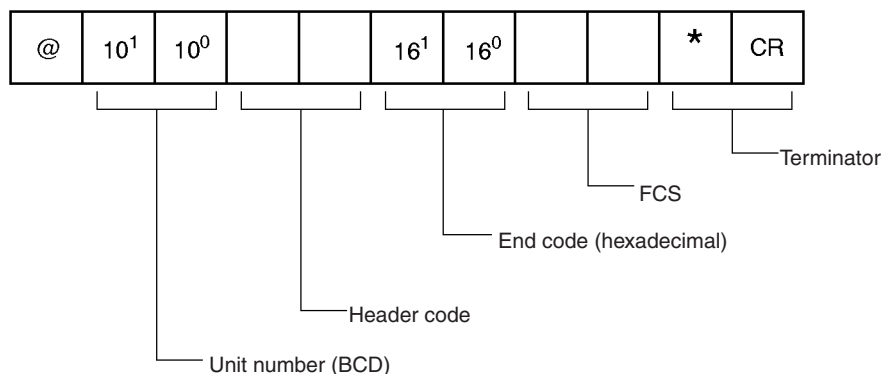 @ 10¹ 10⁰ 16¹ 16⁰ * CR
Terminator
FCS
End code (hexadecimal)
Header code
Unit number (BCD)